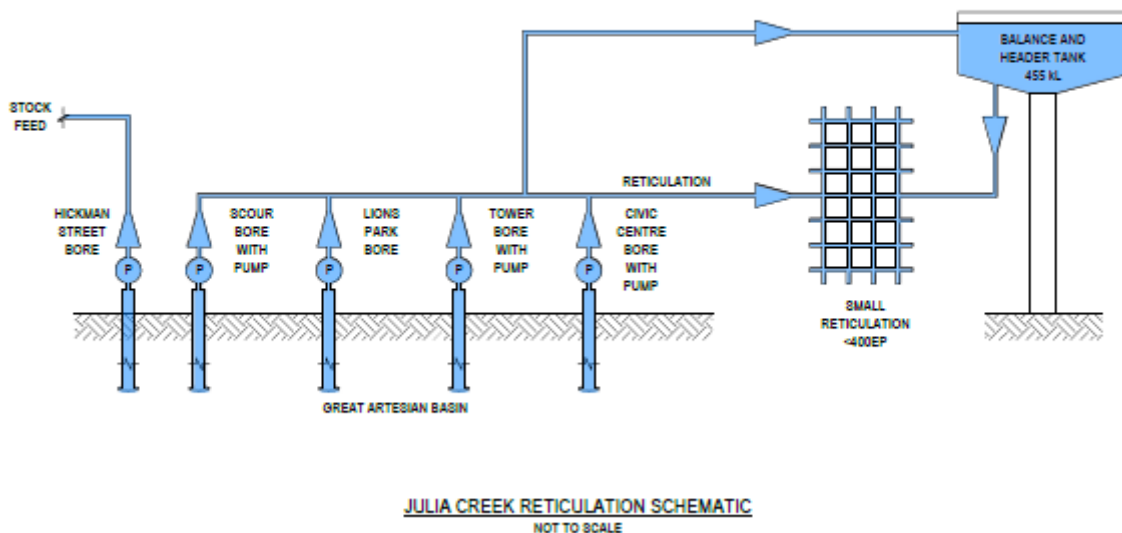 BALANCE AND
HEADER TANK
455 kL
STOCK
FEED
RETICULATION
HICKMAN
STREET
BORE
SCOUR
BORE
WITH
PUMP
LIONS
PARK
BORE
TOWER
BORE
WITH
PUMP
CIVIC
CENTRE
BORE
WITH
PUMP
P
P
P
P
P
SMALL
RETICULATION
<400EP
GREAT ARTESIAN BASIN
JULIA CREEK RETICULATION SCHEMATIC
NOT TO SCALE